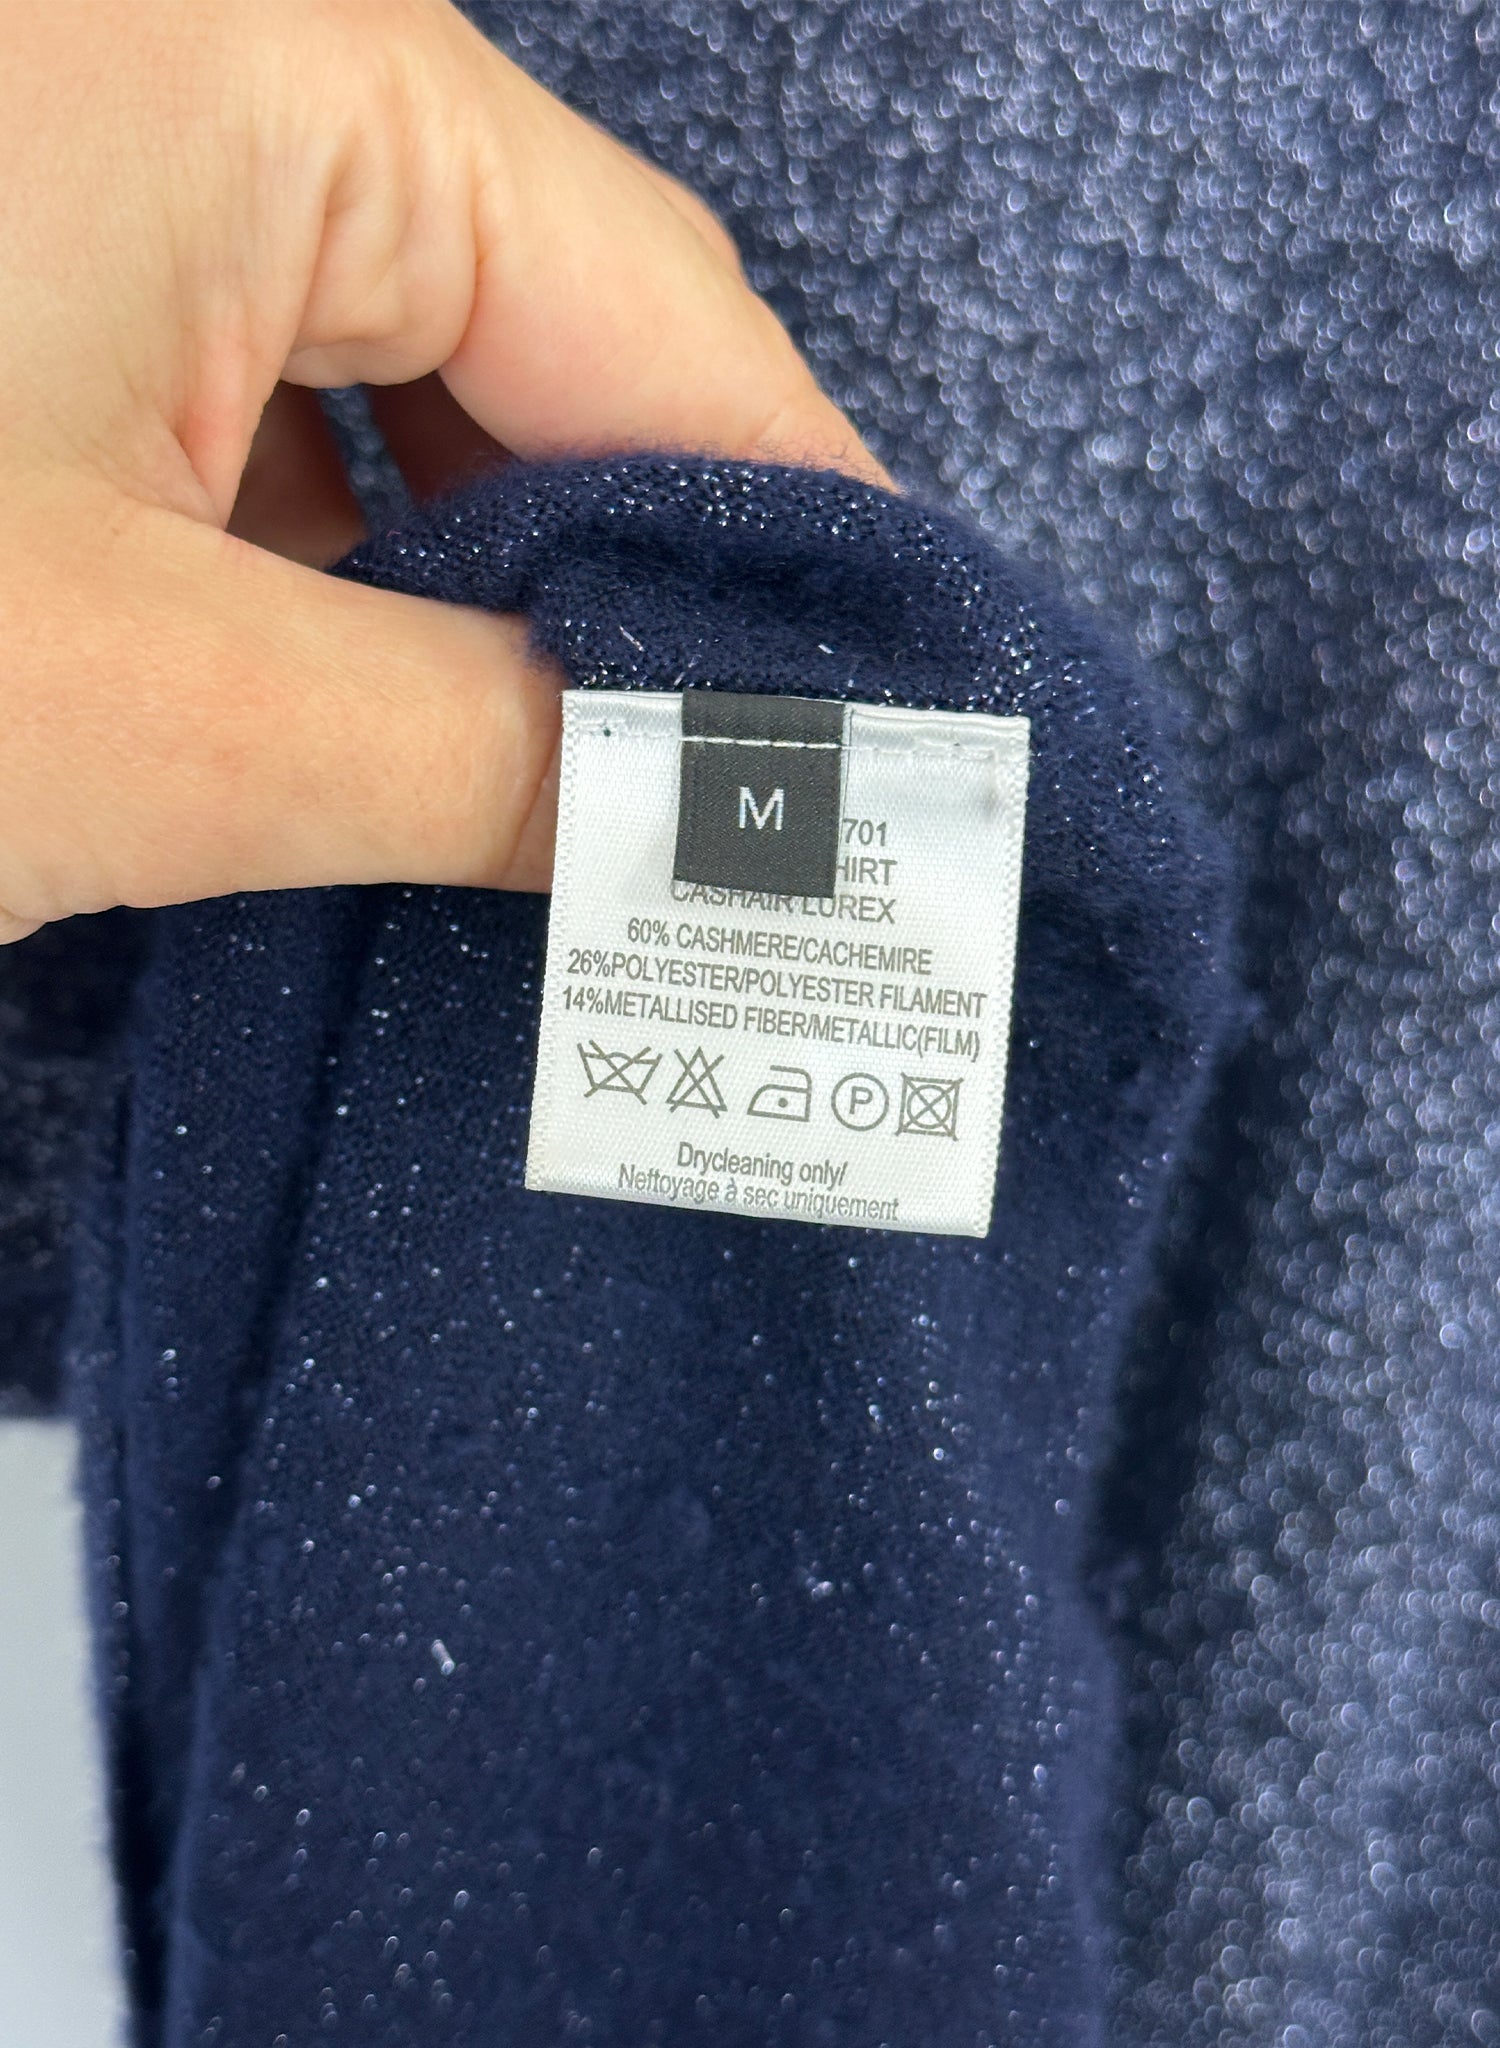 M
701
HIRT
CASHAIR LUREX
60% CASHMERE/CACHEMIRE
26%POLYESTER/POLYESTER FILAMENT
14%METALLISED FIBER/METALLIC(FILM)
P
Drycleaning only/
Nettoyage à sec uniquement